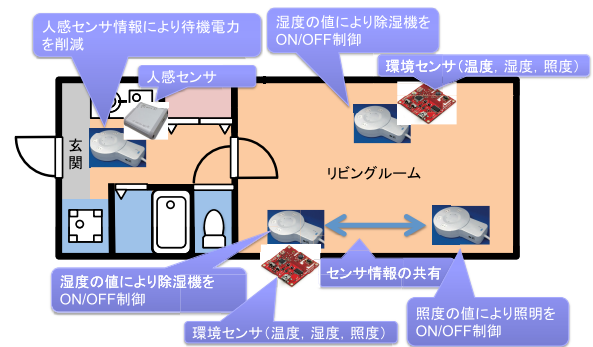 人感センサ情報により待機電力
を削減
湿度の値により除湿機を
ON/OFF制御
人感センサ
環境センサ（温度，湿度，照度）
玄
関
リビングルーム
湿度の値により除湿機を
ON/OFF制御
センサ情報の共有
照度の値により照明を
ON/OFF制御
環境センサ（温度，湿度，照度）